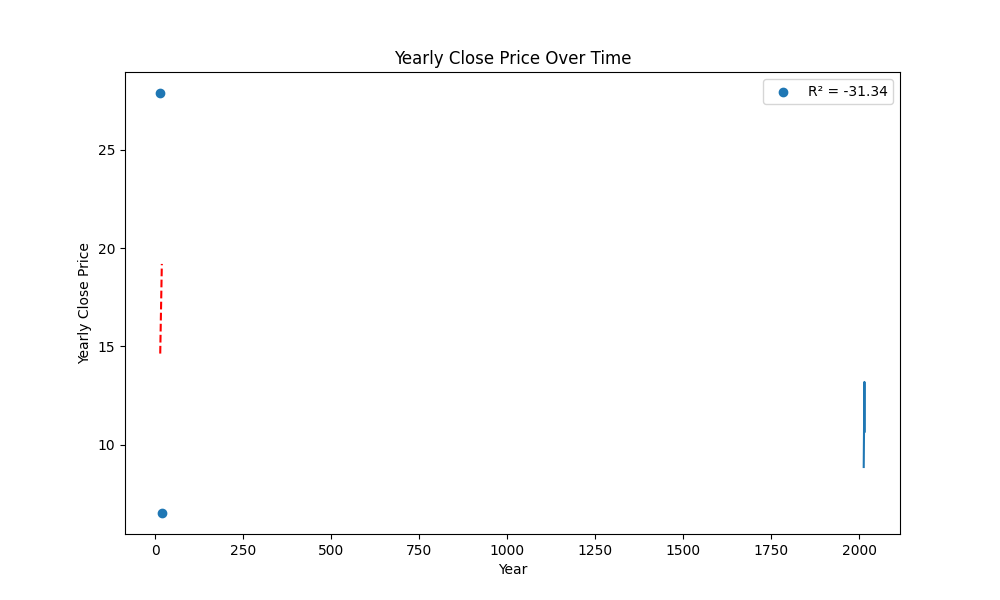 Yearly Close Price Over Time
R² = -31.34
Yearly Close Price
25
20
15
10
0 250 500 750 1000 1250 1500 1750 2000
Year